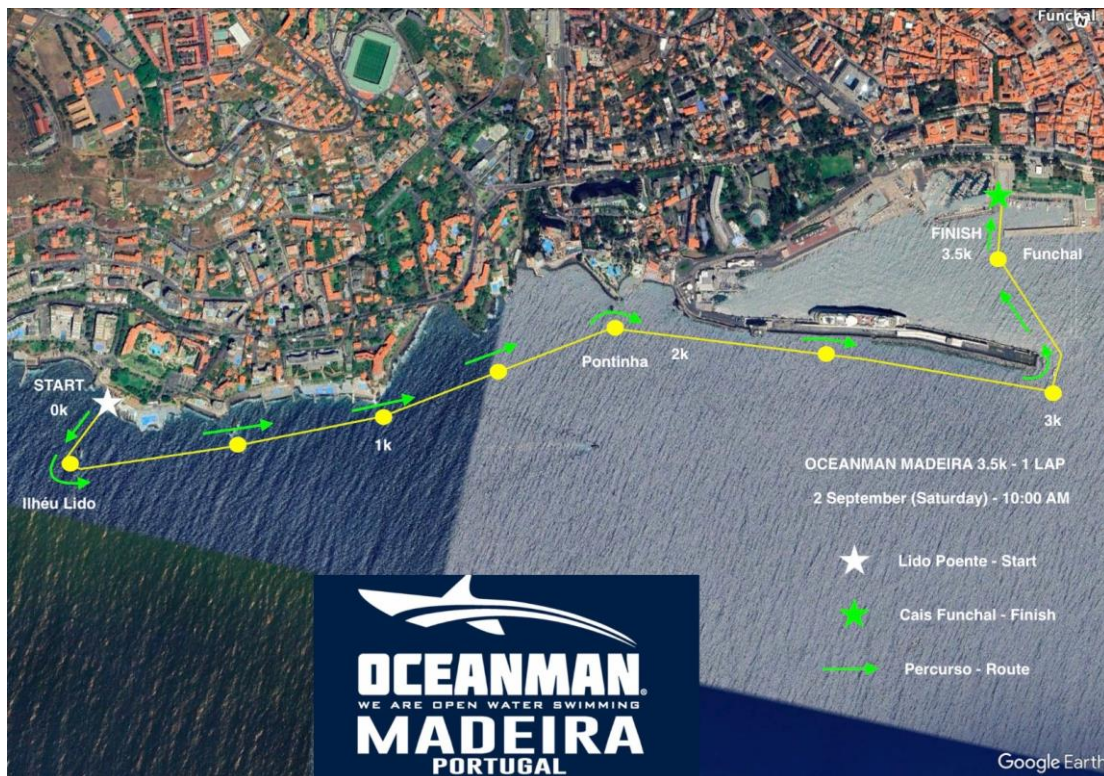 Funchal
N
FINISH
3.5k
Funchal
START
0k
Pontinha
2k
1k
3k
Ilhéu Lido
OCEANMAN MADEIRA 3.5k - 1 LAP
2 September (Saturday) - 10:00 AM
Lido Poente - Start
Cais Funchal - Finish
Percurso - Route
OCEANMAN.
WE ARE OPEN WATER SWIMMING
MADEIRA
PORTUGAL
Google Earth